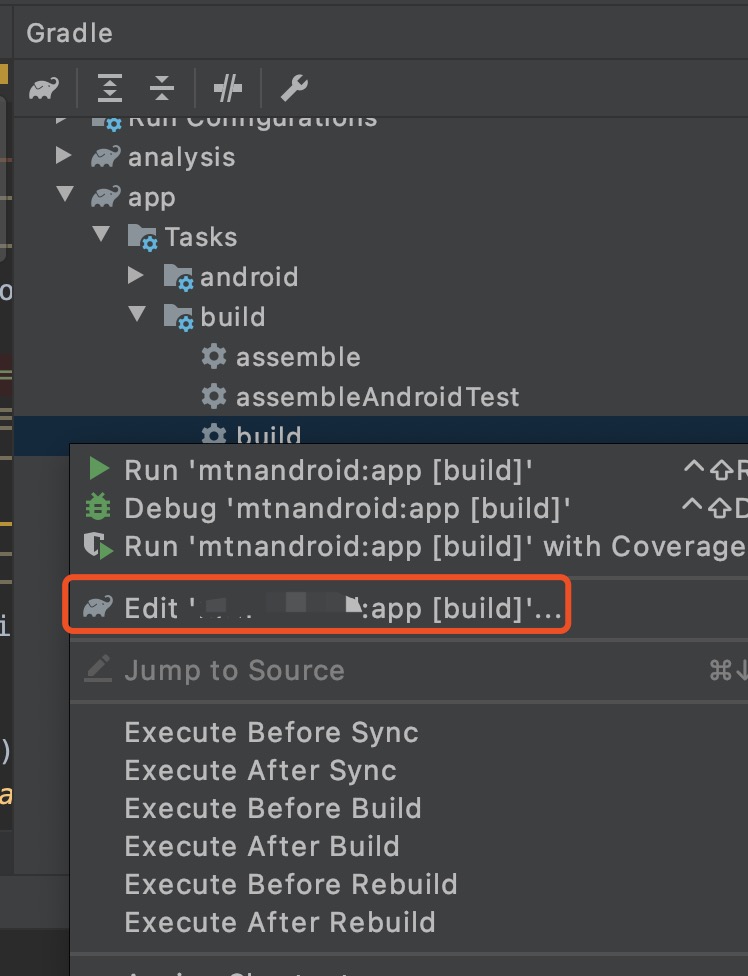 Gradle
Run Configurations
analysis
app
Tasks
android
build
assemble
assembleAndroidTest
build
Run 'mtnandroid:app [build]' ^⇧R
Debug 'mtnandroid:app [build]' ^⇧D
Run 'mtnandroid:app [build]' with Coverage
Edit ' :app [build]'...
Jump to Source ⌘↓
Execute Before Sync
Execute After Sync
Execute Before Build
Execute After Build
Execute Before Rebuild
Execute After Rebuild